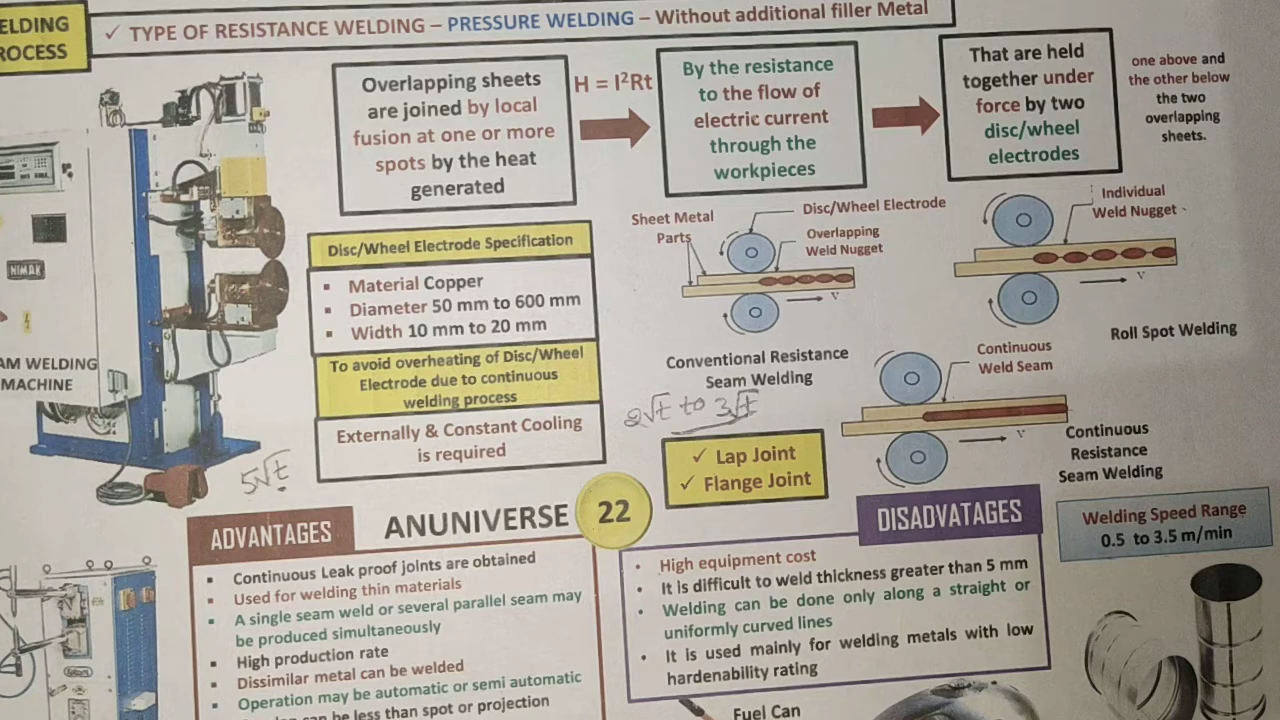 ELDING
ROCESS
✓ TYPE OF RESISTANCE WELDING – PRESSURE WELDING – Without additional filler Metal
Overlapping sheets
are joined by local
fusion at one or more
spots by the heat
generated
H = I²Rt
By the resistance
to the flow of
electric current
through the
workpieces
That are held
together under
force by two
disc/wheel
electrodes
one above and
the other below
the two
overlapping
sheets.
HIMAK
AM WELDING
MACHINE
Disc/Wheel Electrode Specification
▪ Material Copper
▪ Diameter 50 mm to 600 mm
▪ Width 10 mm to 20 mm
To avoid overheating of Disc/Wheel
Electrode due to continuous
welding process
Externally & Constant Cooling
is required
5√t
Sheet Metal
Parts
Disc/Wheel Electrode
Overlapping
Weld Nugget
v
Conventional Resistance
Seam Welding
Individual
Weld Nugget
v
Roll Spot Welding
2√t to 3√t
Continuous
Weld Seam
v
Continuous
Resistance
Seam Welding
✓ Lap Joint
✓ Flange Joint
ANUNIVERSE 22
Welding Speed Range
0.5 to 3.5 m/min
ADVANTAGES
▪ Continuous Leak proof joints are obtained
▪ Used for welding thin materials
▪ A single seam weld or several parallel seam may
be produced simultaneously
▪ High production rate
▪ Dissimilar metal can be welded
▪ Operation may be automatic or semi automatic
can be less than spot or projection
DISADVATAGES
• High equipment cost
• It is difficult to weld thickness greater than 5 mm
• Welding can be done only along a straight or
uniformly curved lines
• It is used mainly for welding metals with low
hardenability rating
Fuel Can